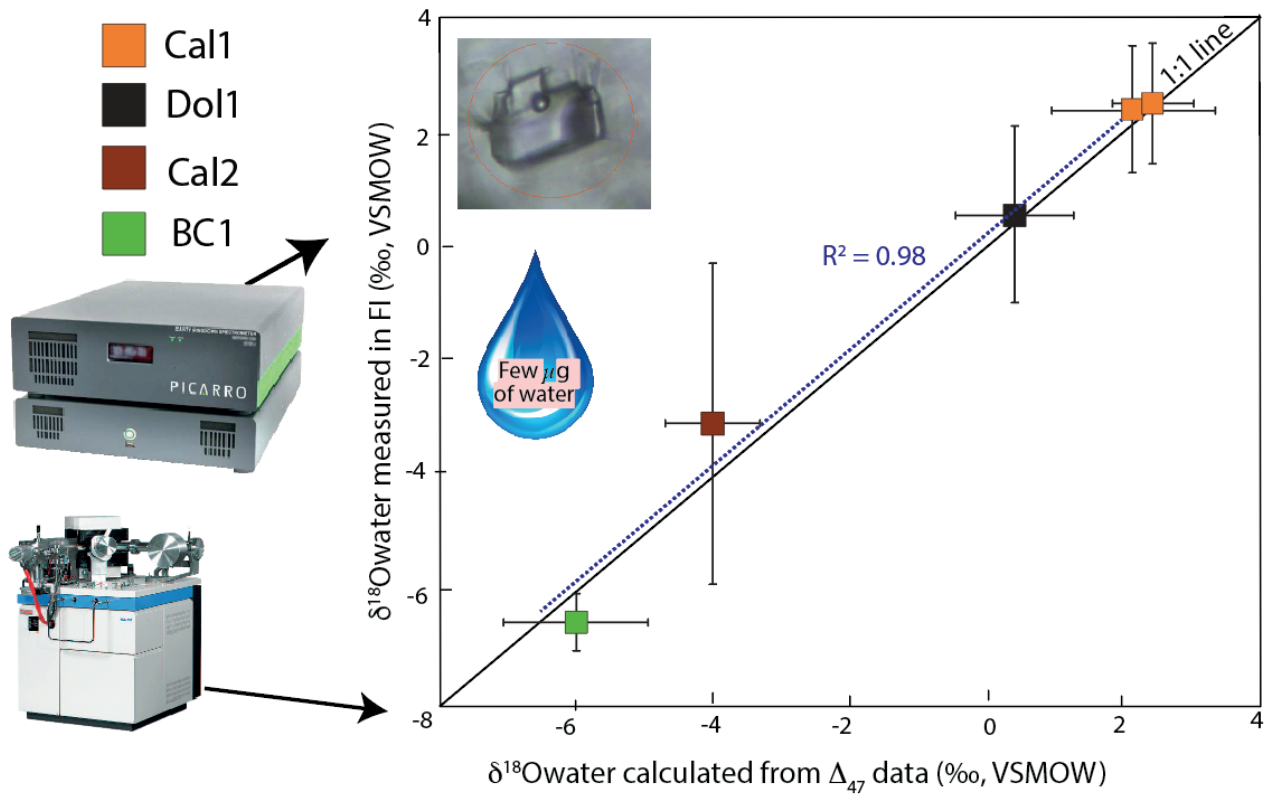 Cal1
Dol1
Cal2
BC1
PICARRO
δ¹⁸Owater measured in FI (‰, VSMOW)
4
2
0
-2
-4
-6
-8
Few µg
of water
R² = 0.98
1:1 line
-6
-4
-2
0
2
4
δ¹⁸Owater calculated from Δ₄₇ data (‰, VSMOW)